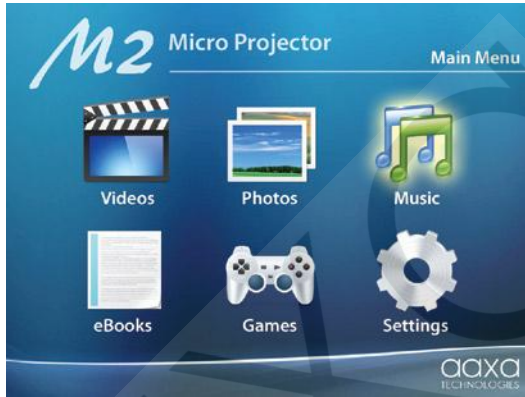 M2 Micro Projector
Main Menu
Videos Photos Music
eBooks Games Settings
aaxa
TECHNOLOGIES